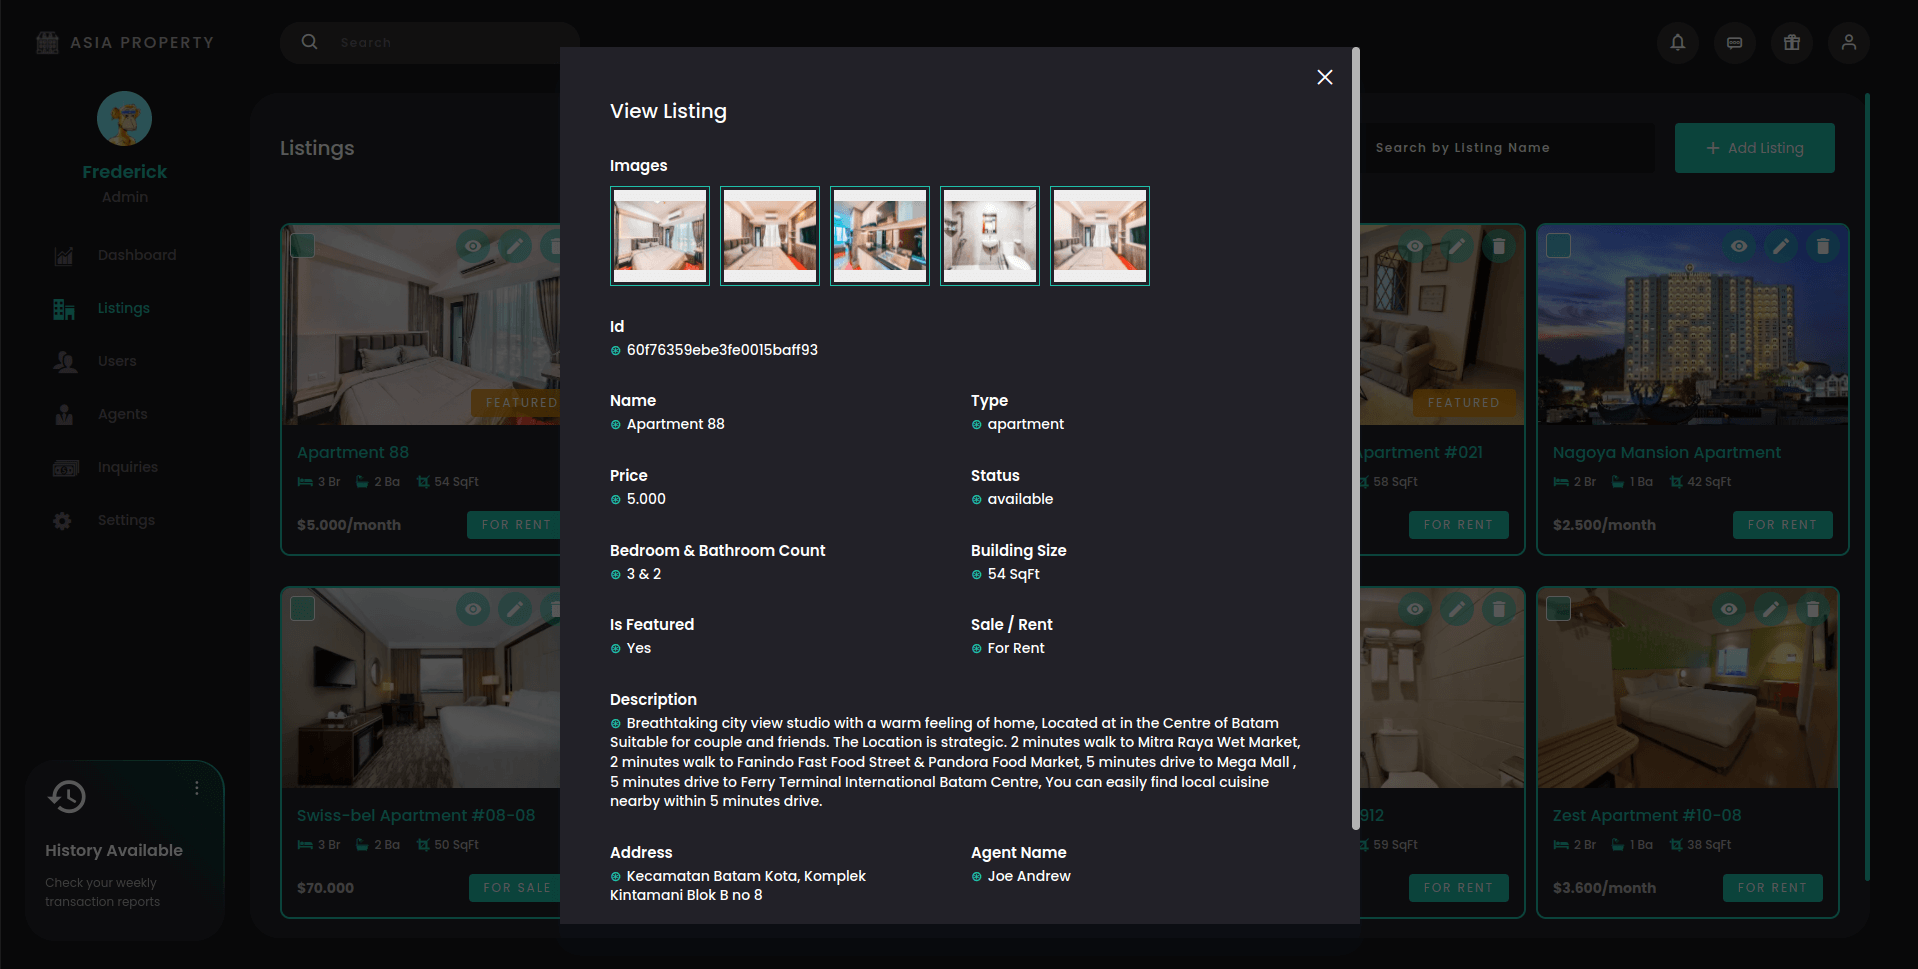 ASIA PROPERTY
Search
Frederick
Admin
Dashboard
Listings
Users
Agents
Inquiries
Settings
History Available
Check your weekly
transaction reports
Listings
Search by Listing Name
+ Add Listing
FEATURED
Apartment 88
3 Br 2 Ba 54 SqFt
$5.000/month
FOR RENT
FEATURED
Apartment #021
58 SqFt
FOR RENT
Nagoya Mansion Apartment
2 Br 1 Ba 42 SqFt
$2.500/month
FOR RENT
Swiss-bel Apartment #08-08
3 Br 2 Ba 50 SqFt
$70.000
FOR SALE
912
59 SqFt
FOR RENT
Zest Apartment #10-08
2 Br 1 Ba 38 SqFt
$3.600/month
FOR RENT
View Listing
Images
Id
60f76359ebe3fe0015baff93
Name
Apartment 88
Type
apartment
Price
5.000
Status
available
Bedroom & Bathroom Count
3 & 2
Building Size
54 SqFt
Is Featured
Yes
Sale / Rent
For Rent
Description
Breathtaking city view studio with a warm feeling of home, Located at in the Centre of Batam
Suitable for couple and friends. The Location is strategic. 2 minutes walk to Mitra Raya Wet Market,
2 minutes walk to Fanindo Fast Food Street & Pandora Food Market, 5 minutes drive to Mega Mall ,
5 minutes drive to Ferry Terminal International Batam Centre, You can easily find local cuisine
nearby within 5 minutes drive.
Address
Kecamatan Batam Kota, Komplek
Kintamani Blok B no 8
Agent Name
Joe Andrew